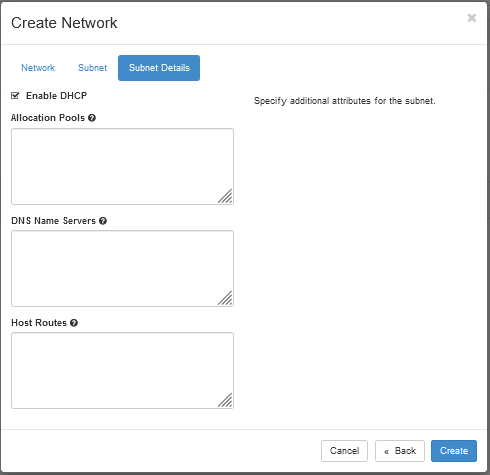 Create Network
Network Subnet Subnet Details
Enable DHCP
Specify additional attributes for the subnet.
Allocation Pools
DNS Name Servers
Host Routes
Cancel « Back Create